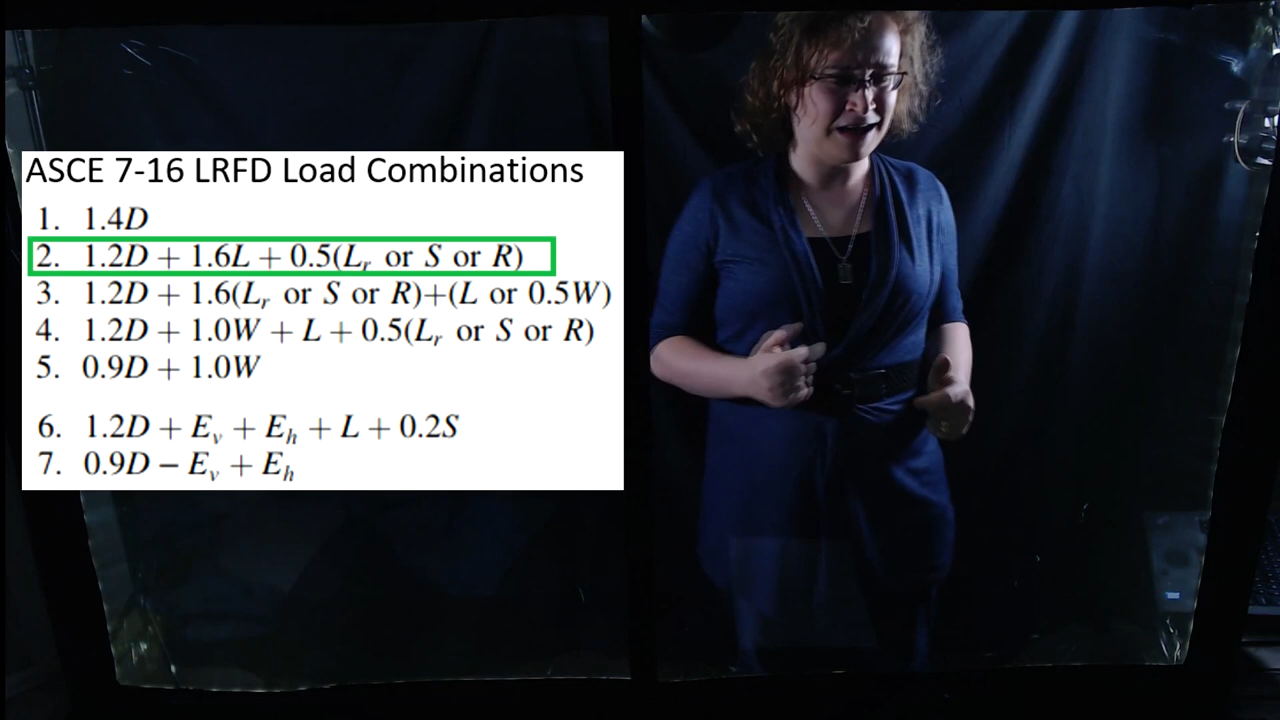 ASCE 7-16 LRFD Load Combinations
1. 1.4D
2. 1.2D + 1.6L + 0.5(Lᵣ or S or R)
3. 1.2D + 1.6(Lᵣ or S or R)+(L or 0.5W)
4. 1.2D + 1.0W + L + 0.5(Lᵣ or S or R)
5. 0.9D + 1.0W
6. 1.2D + Eᵥ + Eₕ + L + 0.2S
7. 0.9D − Eᵥ + Eₕ